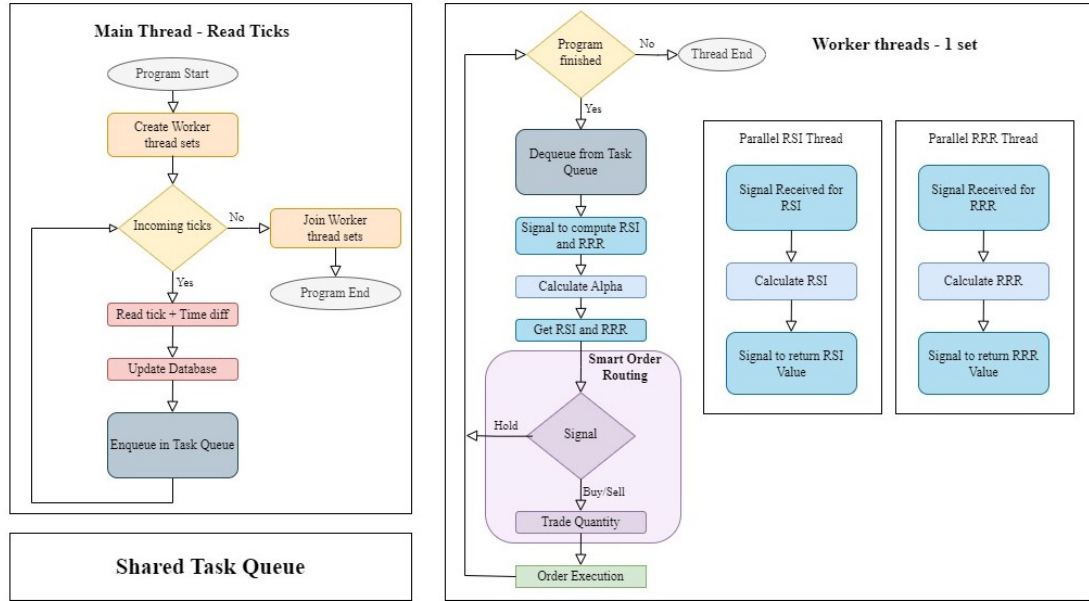 Main Thread - Read Ticks
Program Start
Create Worker
thread sets
Incoming ticks
No
Join Worker
thread sets
Program End
Yes
Read tick + Time diff
Update Database
Enqueue in Task Queue
Shared Task Queue
Worker threads - 1 set
Program
finished
No
Thread End
Yes
Dequeue from Task
Queue
Signal to compute RSI
and RRR
Calculate Alpha
Get RSI and RRR
Smart Order
Routing
Signal
Hold
Buy/Sell
Trade Quantity
Order Execution
Parallel RSI Thread
Signal Received for
RSI
Calculate RSI
Signal to return RSI
Value
Parallel RRR Thread
Signal Received for
RRR
Calculate RRR
Signal to return RRR
Value